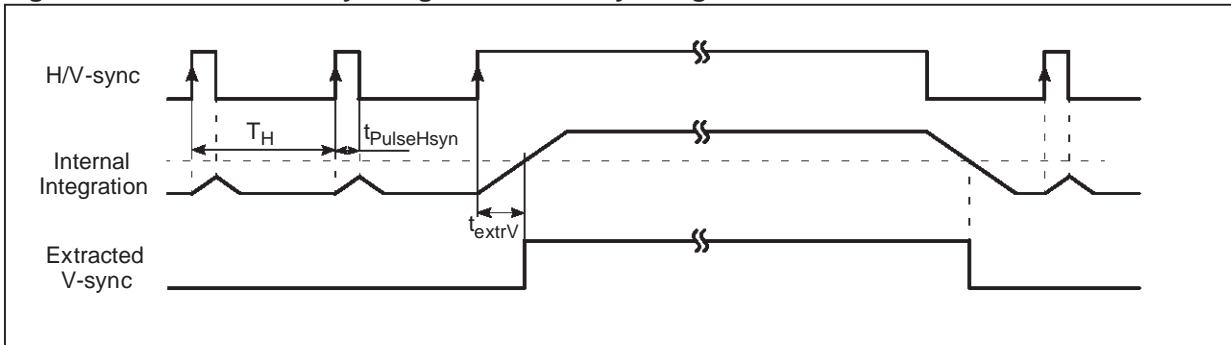 H/V-sync
T_H
t_PulseHsyn
Internal
Integration
t_extrV
Extracted
V-sync